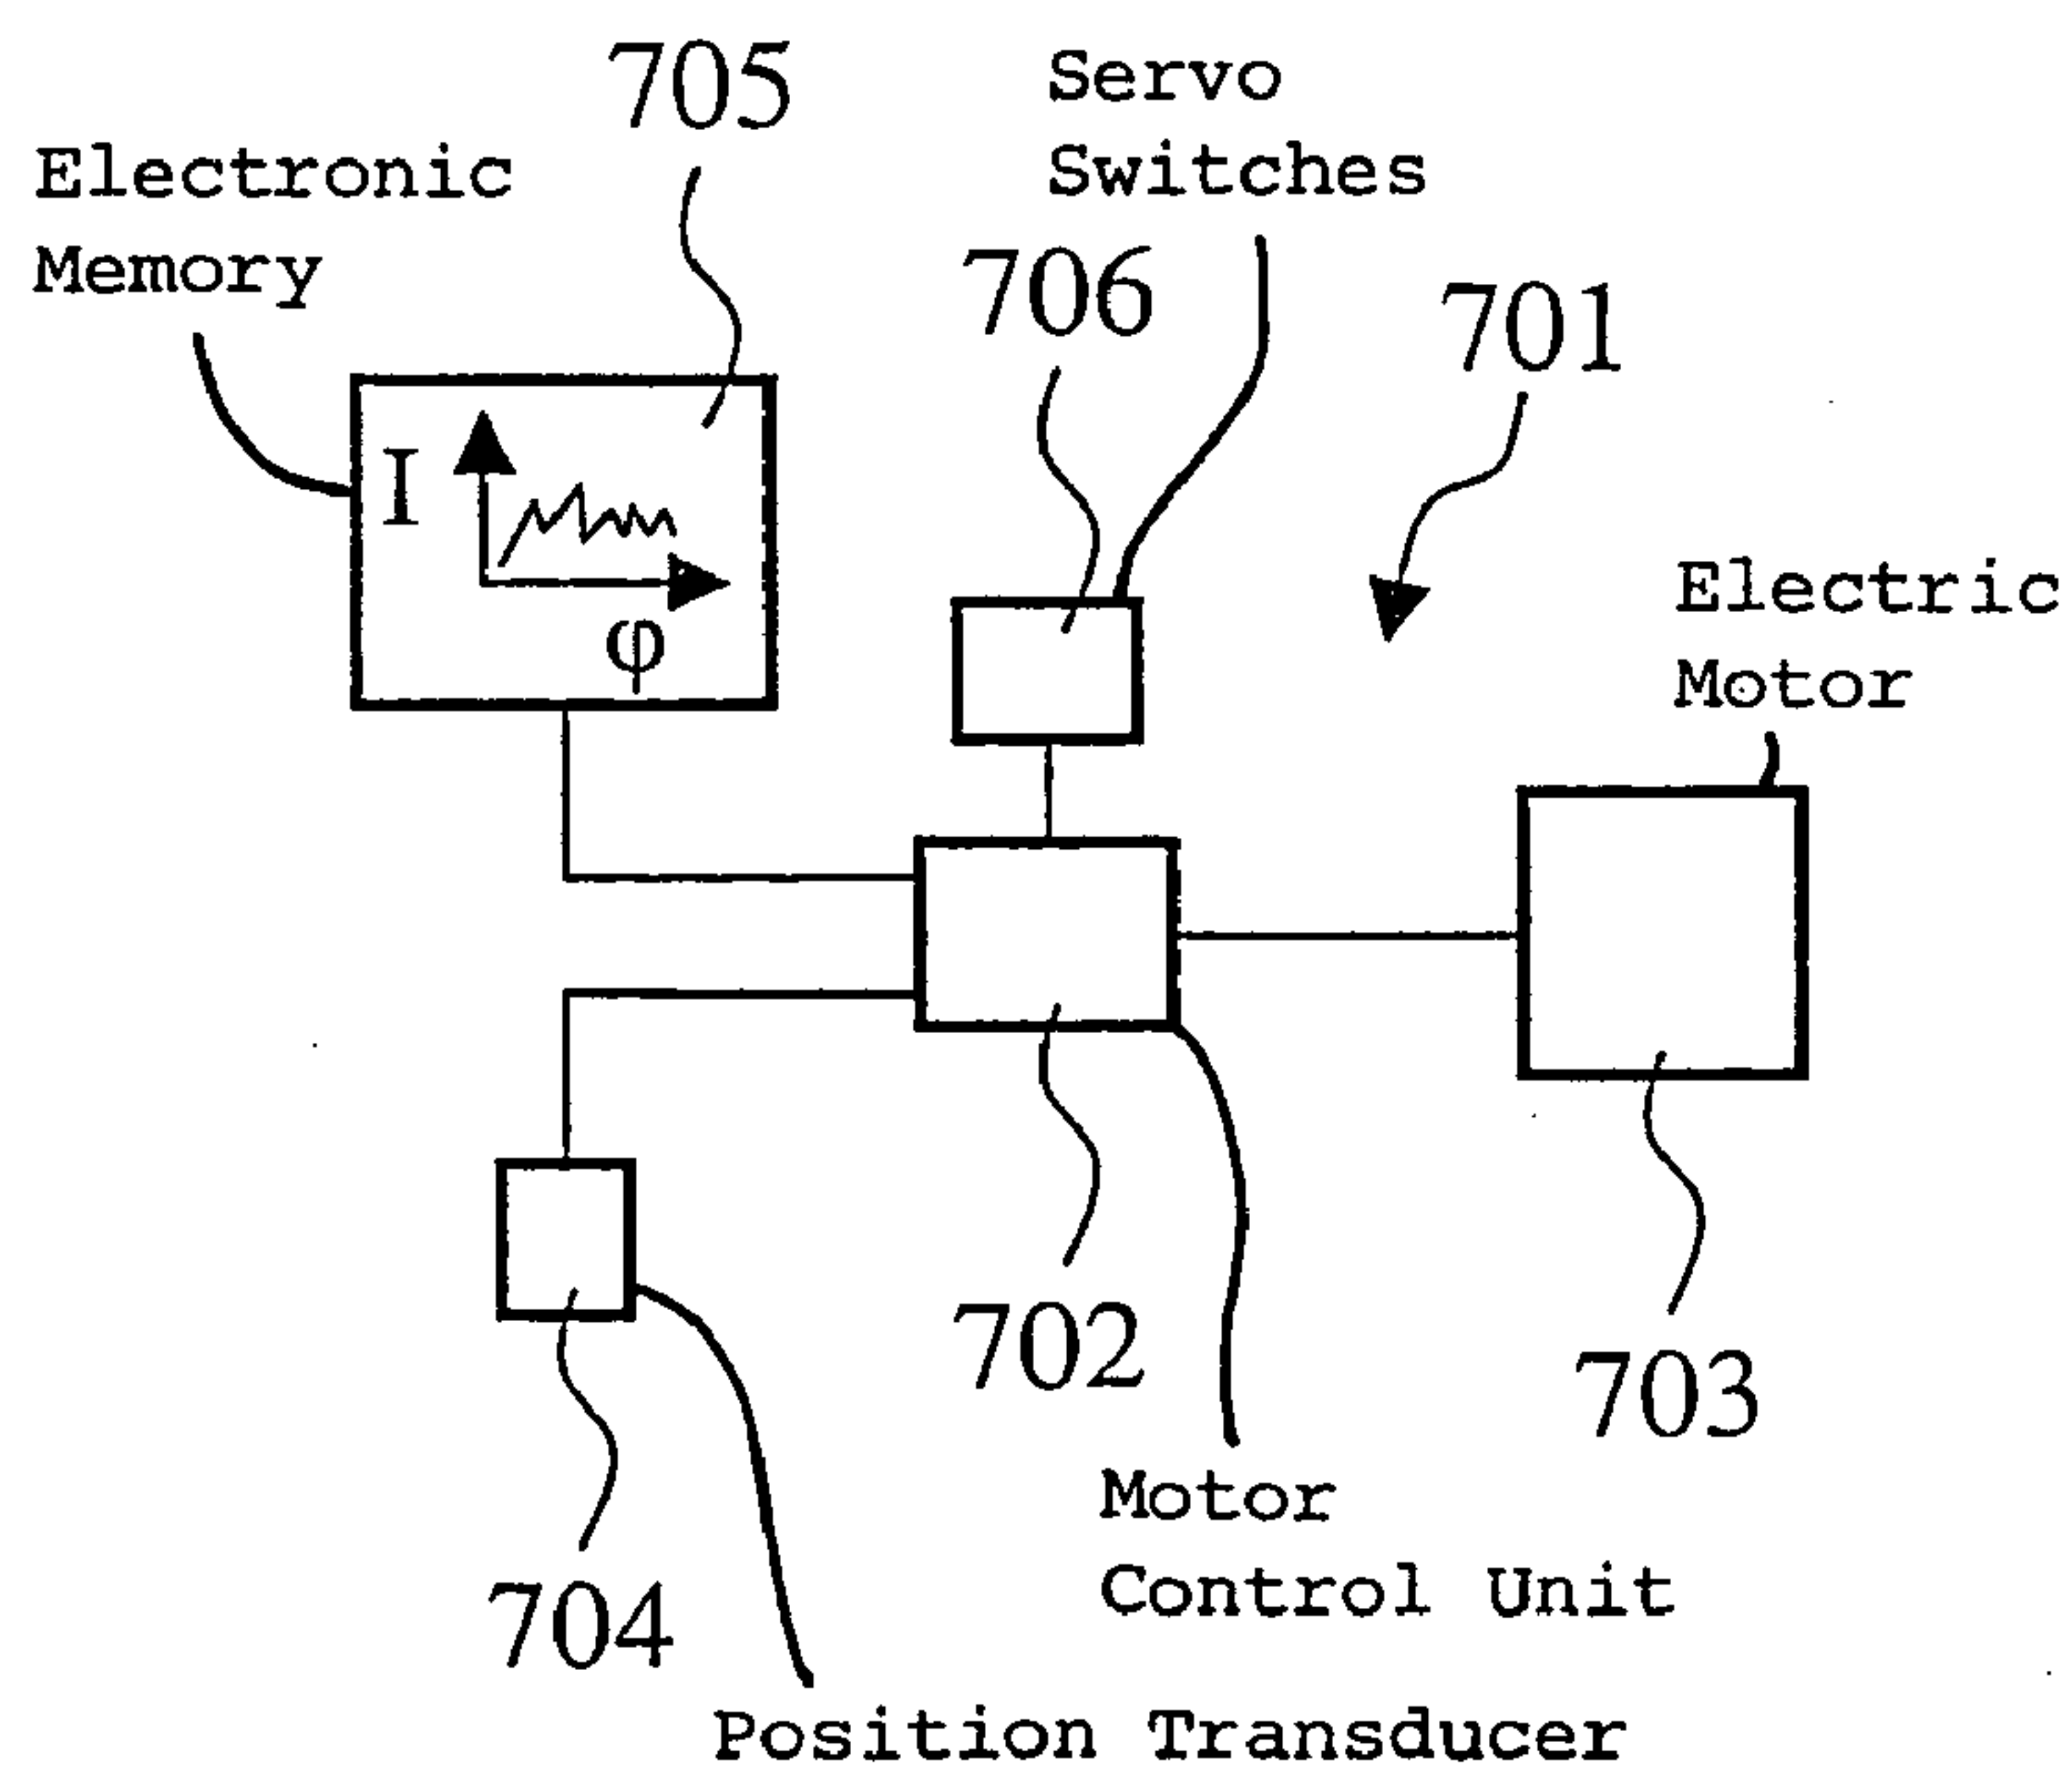 705
Servo
Switches
Electronic
Memory
706
701
I
φ
Electric
Motor
702
703
704
Motor
Control Unit
Position Transducer